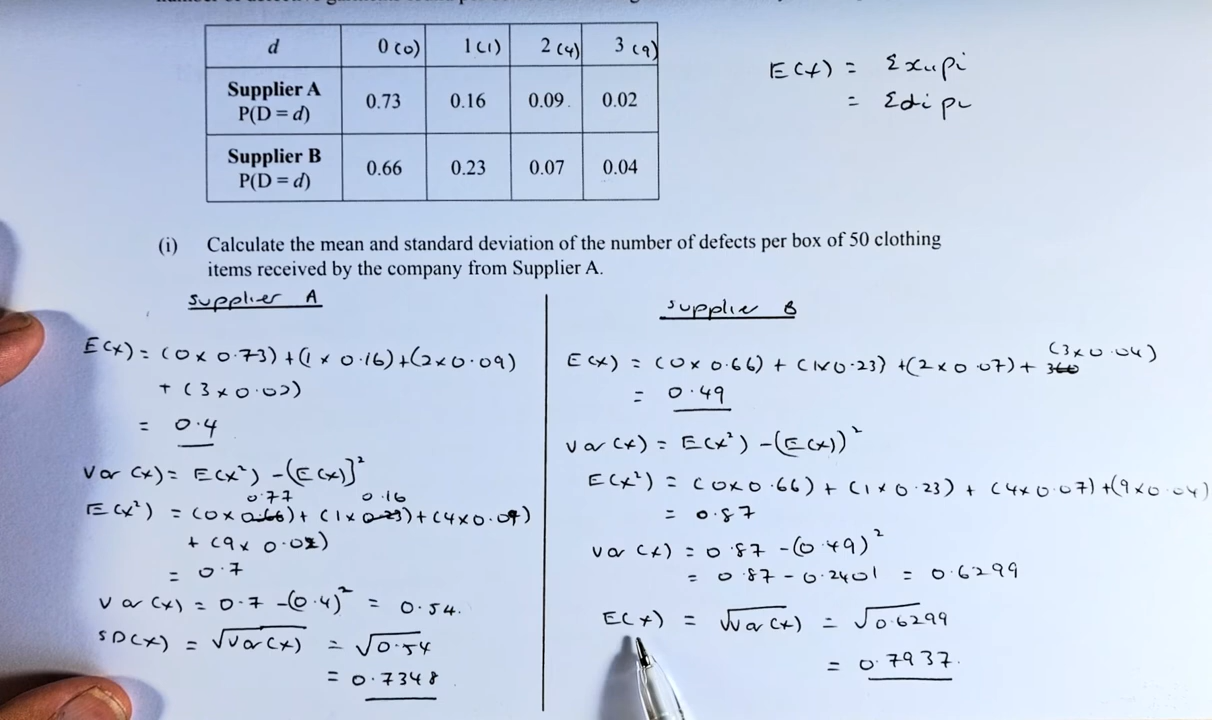 d 0 (0) 1 (1) 2 (4) 3 (9)
Supplier A
P(D = d) 0.73 0.16 0.09 0.02
Supplier B
P(D = d) 0.66 0.23 0.07 0.04
E(x) = Σxipi
= Σdi pi
(i) Calculate the mean and standard deviation of the number of defects per box of 50 clothing
items received by the company from Supplier A.
Supplier A
E(x) = (0 x 0.73) + (1 x 0.16) + (2 x 0.09)
+ (3 x 0.02)
= 0.4
Var (x) = E(x²) - (E(x)]²
0.77 0.16
E(x²) = (0 x 0.66) + (1 x 0.23) + (4 x 0.09)
+ (9 x 0.02)
= 0.7
Var (x) = 0.7 - (0.4)² = 0.54.
SD(x) = √Var(x) = √0.54
= 0.7348
Supplier B
(3 x 0.04)
E(x) = (0 x 0.66) + (1 x 0.23) + (2 x 0.07) +
= 0.49
Var (x) = E(x²) - (E(x))²
E(x²) = (0 x 0.66) + (1 x 0.23) + (4 x 0.07) + (9 x 0.04)
= 0.87
Var (x) = 0.87 - (0.49)²
= 0.87 - 0.2401 = 0.6299
E(x) = √Var(x) = √0.6299
= 0.7937.